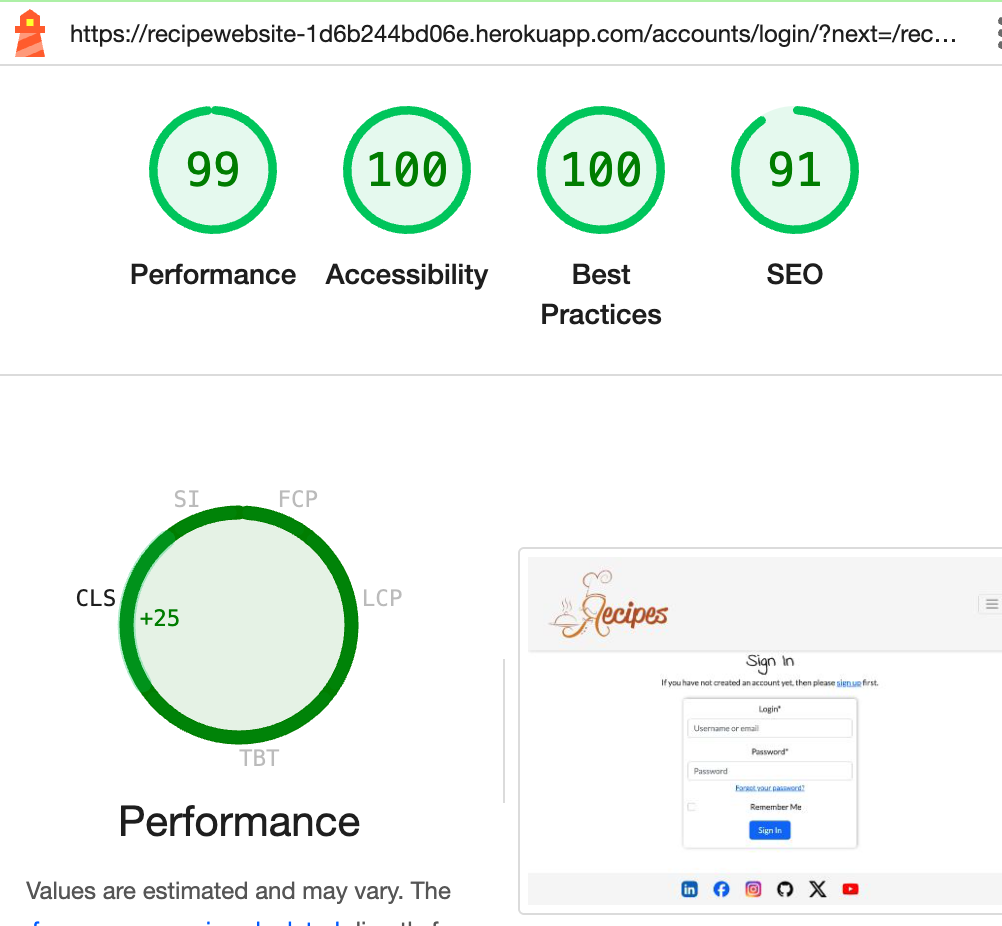 https://recipewebsite-1d6b244bd06e.herokuapp.com/accounts/login/?next=/rec…
99 100 100 91
Performance Accessibility Best Practices SEO
SI FCP
CLS LCP
+25
TBT
Performance
Values are estimated and may vary. The
Recipes
Sign In
If you have not created an account yet, then please sign up first.
Login*
Username or email
Password*
Password
Forgot your password?
Remember Me
Sign In